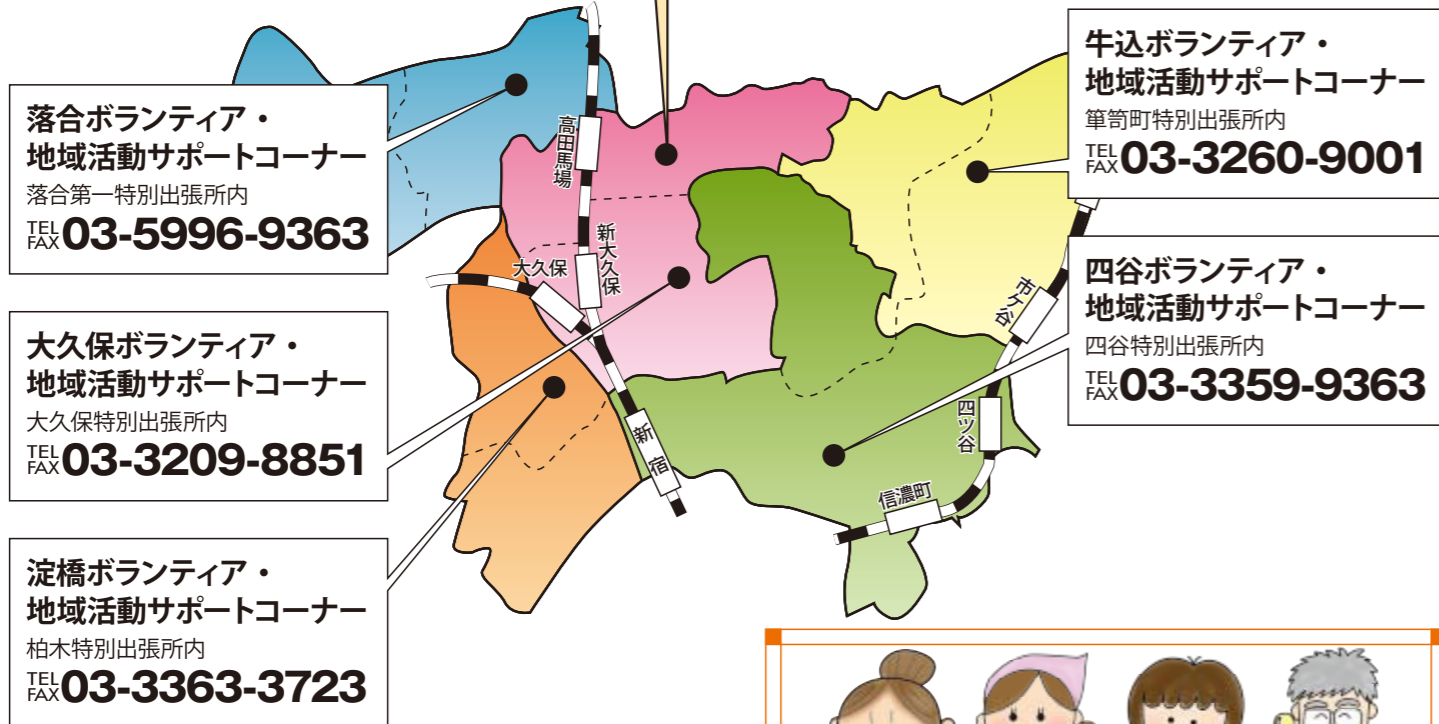 落合ボランティア・
地域活動サポートコーナー
落合第一特別出張所内
TEL
FAX 03-5996-9363
大久保ボランティア・
地域活動サポートコーナー
大久保特別出張所内
TEL
FAX 03-3209-8851
淀橋ボランティア・
地域活動サポートコーナー
柏木特別出張所内
TEL
FAX 03-3363-3723
高田馬場
新大久保
大久保
新宿
信濃町
四ツ谷
市ケ谷
牛込ボランティア・
地域活動サポートコーナー
箪笥町特別出張所内
TEL
FAX 03-3260-9001
四谷ボランティア・
地域活動サポートコーナー
四谷特別出張所内
TEL
FAX 03-3359-9363